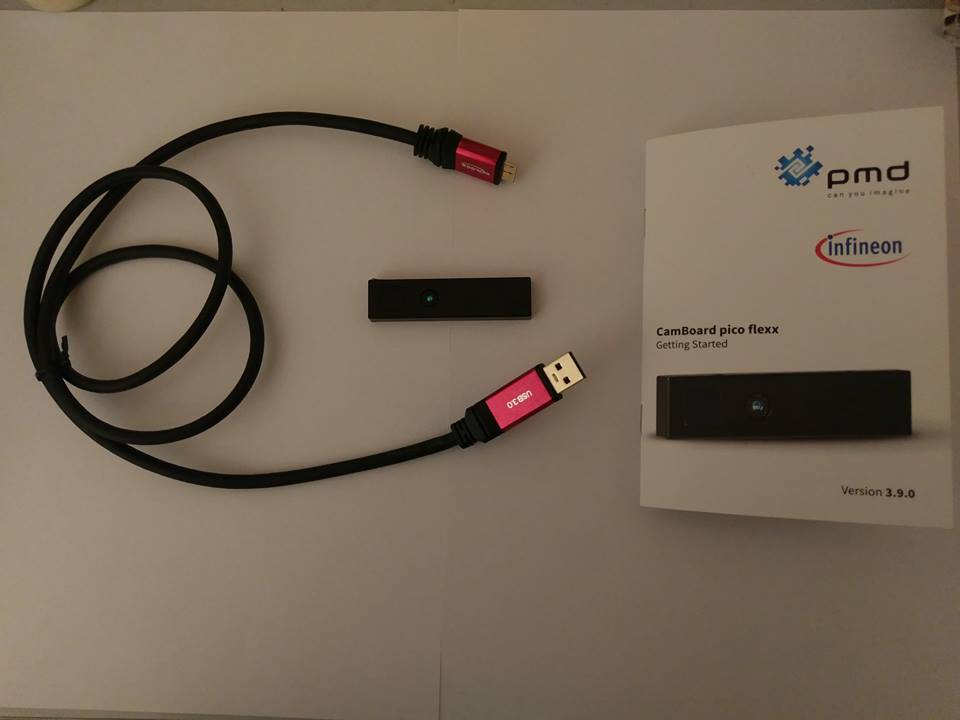 pmd
can you imagine
infineon
CamBoard pico flexx
Getting Started
Version 3.9.0
USB3.0